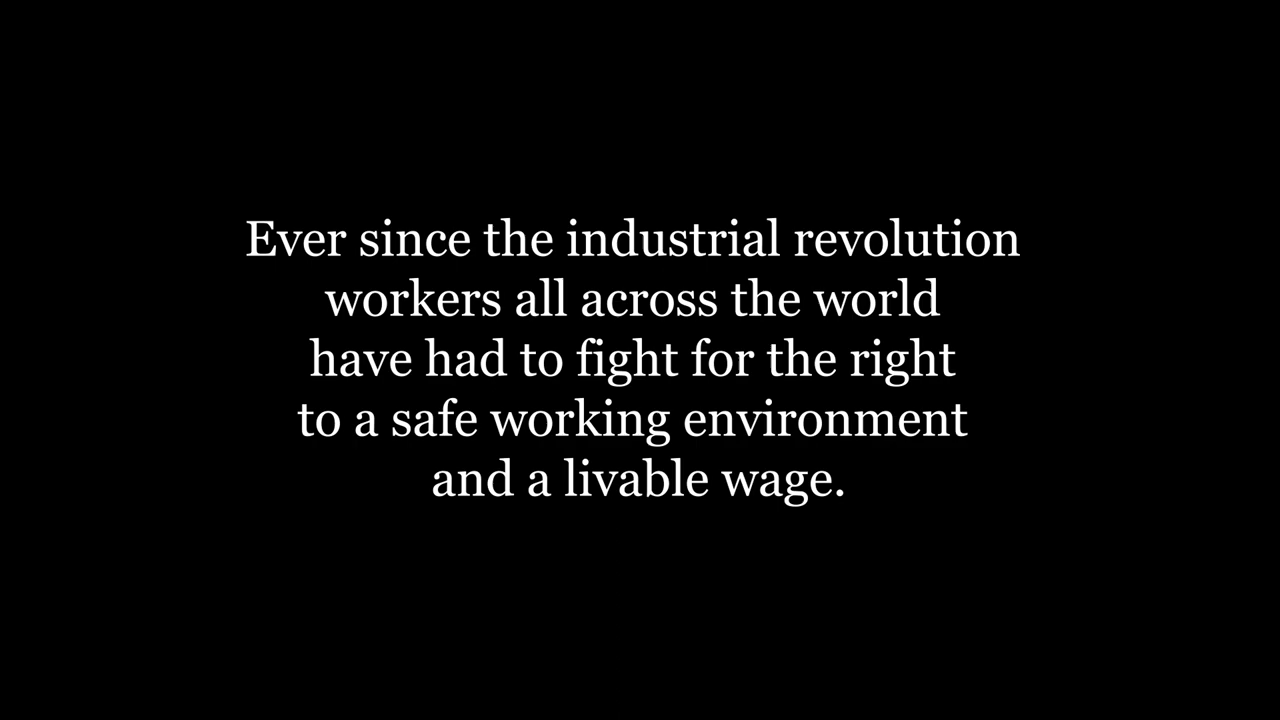 Ever since the industrial revolution
workers all across the world
have had to fight for the right
to a safe working environment
and a livable wage.